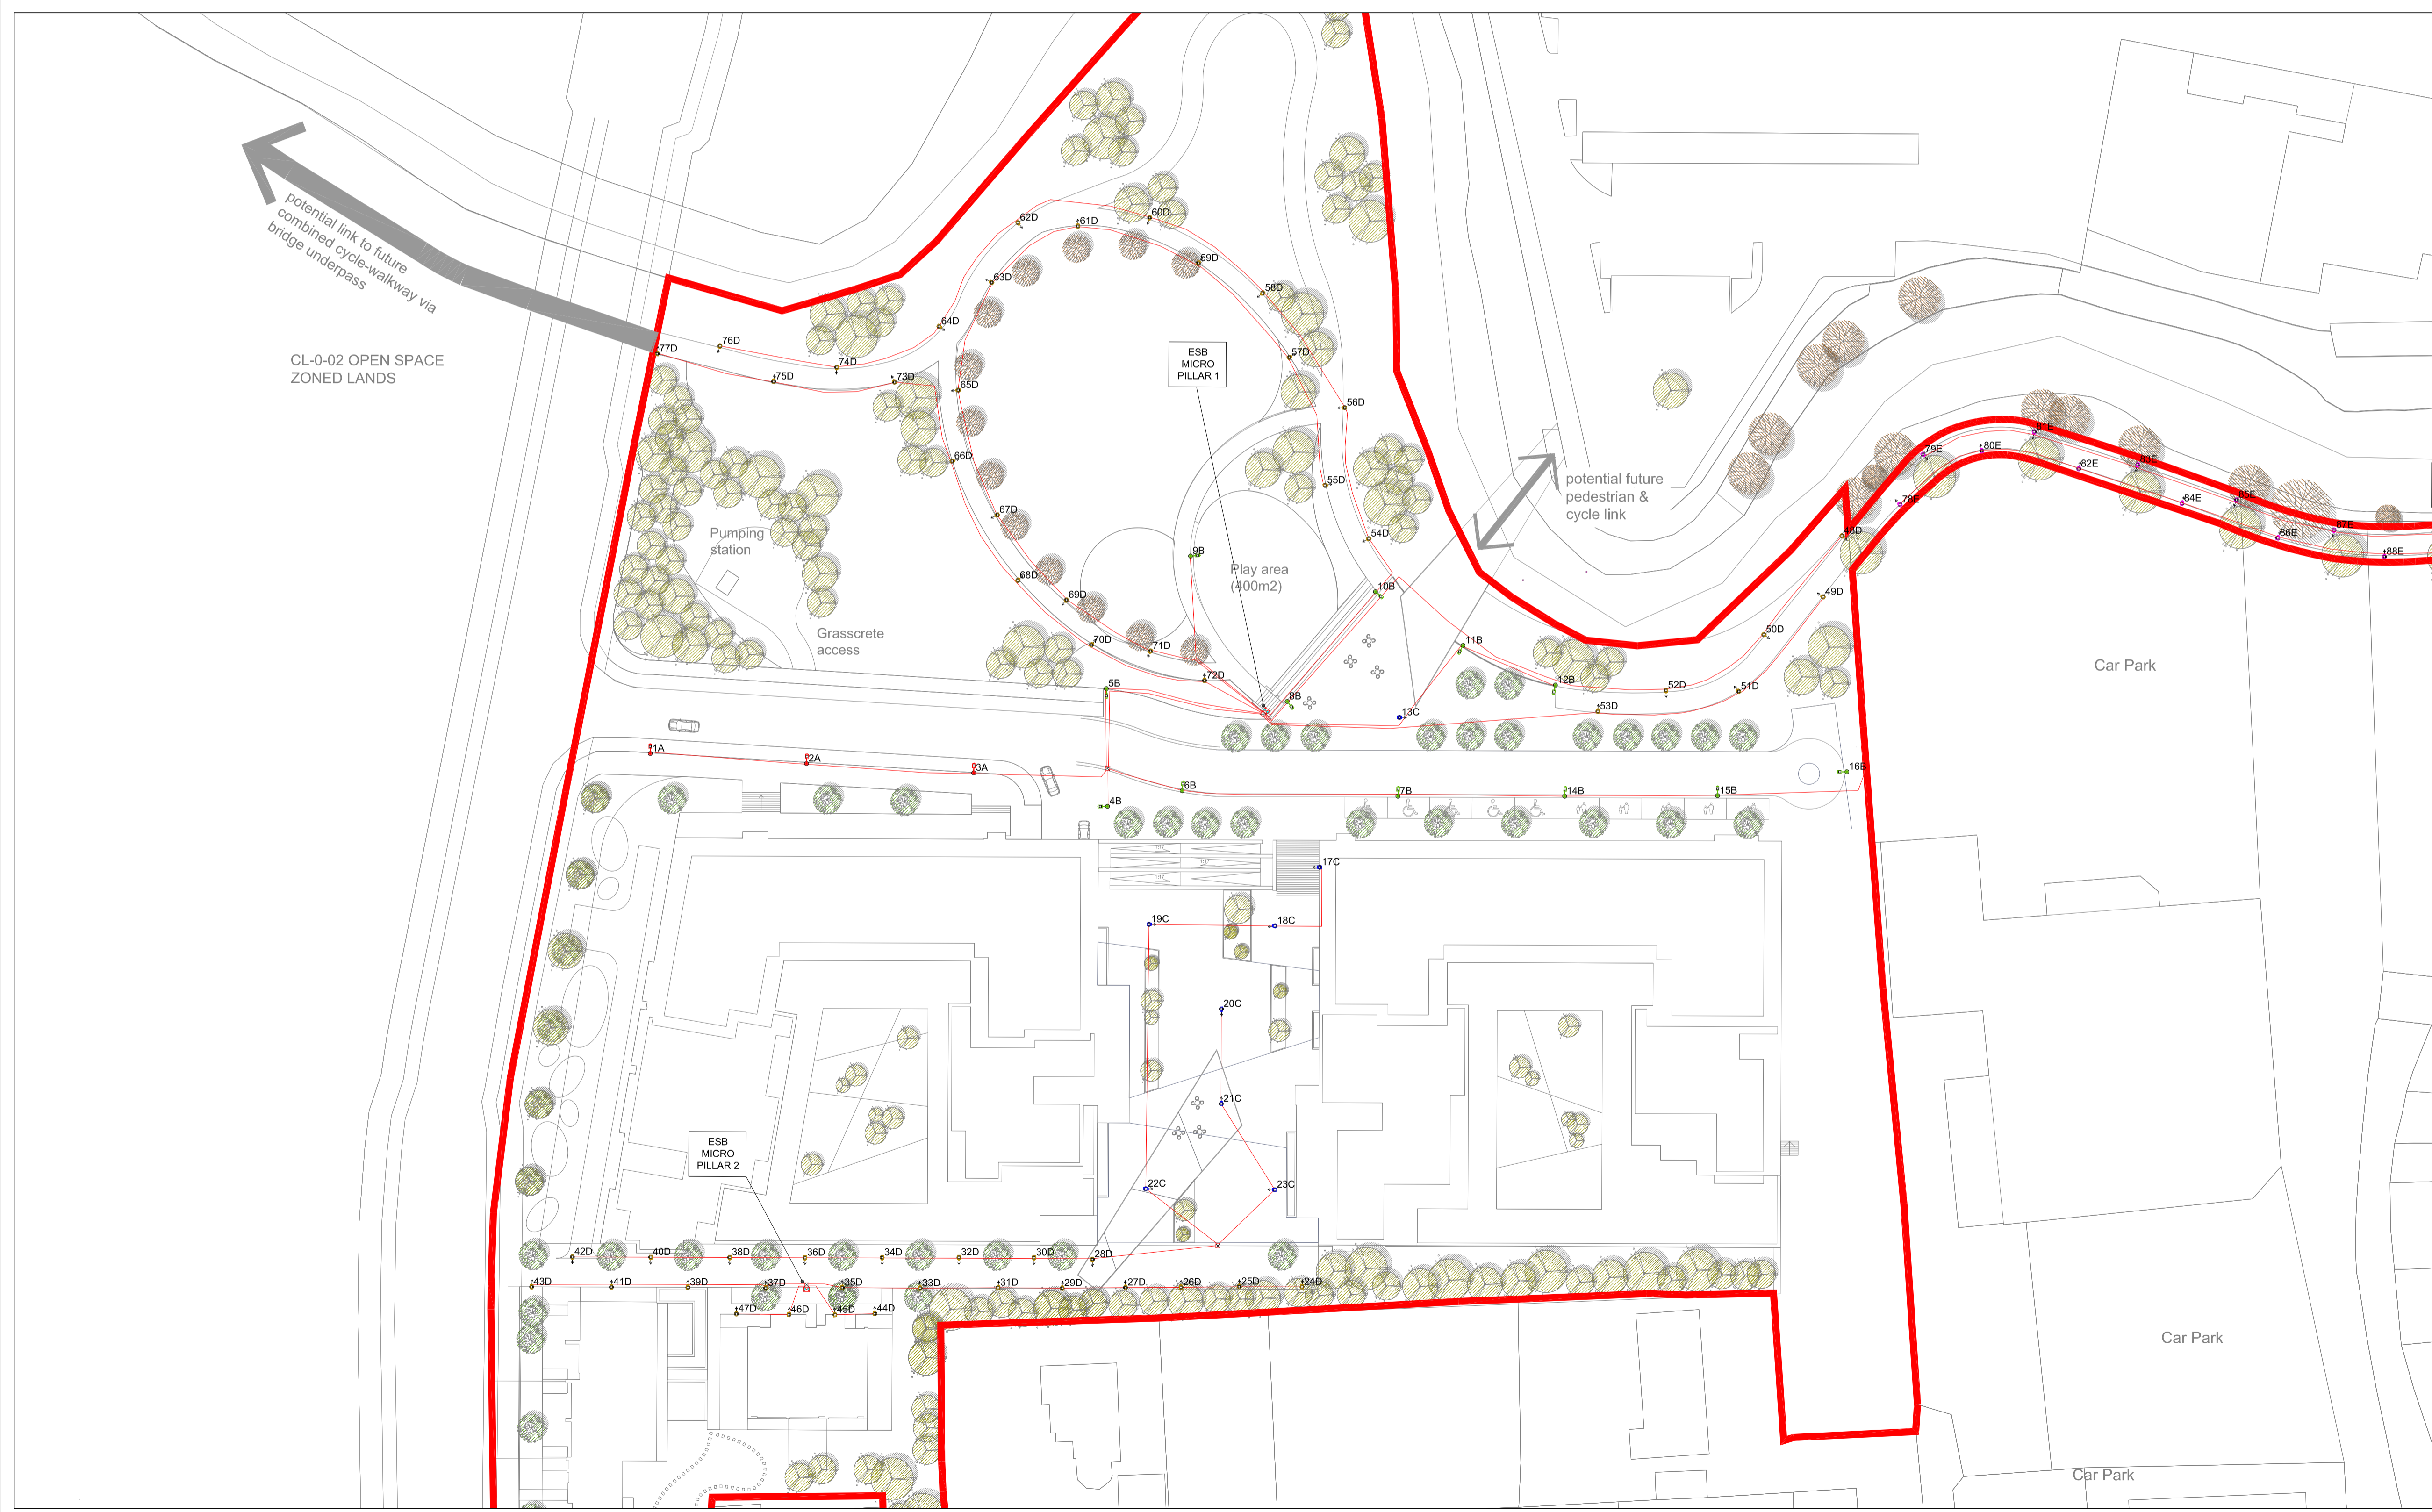 potential link to future
combined cycle-walkway via
bridge underpass
CL-0-02 OPEN SPACE
ZONED LANDS
62D
61D
60D
69D
63D
58D
64D
76D
77D
74D
75D
73D
65D
57D
56D
ESB
MICRO
PILLAR 1
66D
55D
67D
54D
68D
69D
70D
71D
72D
9B
10B
Play area
(400m2)
Pumping
station
Grasscrete
access
potential future
pedestrian &
cycle link
79E
80E
81E
82E
83E
78E
84E
85E
86E
87E
88E
48D
49D
50D
51D
52D
53D
11B
12B
13C
8B
5B
Car Park
1A
2A
3A
4B
6B
7B
14B
15B
16B
17C
19C
18C
20C
21C
22C
23C
ESB
MICRO
PILLAR 2
42D
40D
38D
36D
34D
32D
30D
28D
43D
41D
39D
37D
35D
33D
31D
29D
27D
26D
25D
24D
47D
46D
45D
44D
Car Park
Car Park